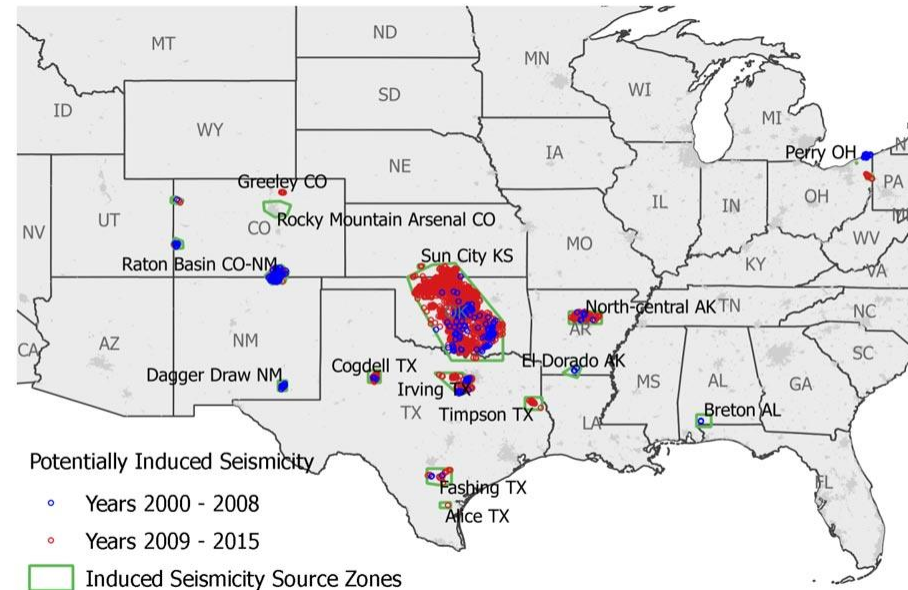 MT
ND
MN
ID
SD
WI
MI
WY
IA
NE
Perry OH
PA
Greeley CO
OH
IL
IN
NV
UT
CO
Rocky Mountain Arsenal CO
MO
WV
Raton Basin CO-NM
Sun City KS
KY
VA
North-central AK
TN
NC
OK
AR
AZ
NM
CA
El Dorado AK
SC
Cogdell TX
Dagger Draw NM
Irving TX
MS
AL
GA
TX
Timpson TX
Breton AL
LA
Potentially Induced Seismicity
Years 2000 - 2008
Years 2009 - 2015
Induced Seismicity Source Zones
Fashing TX
Alice TX
FL